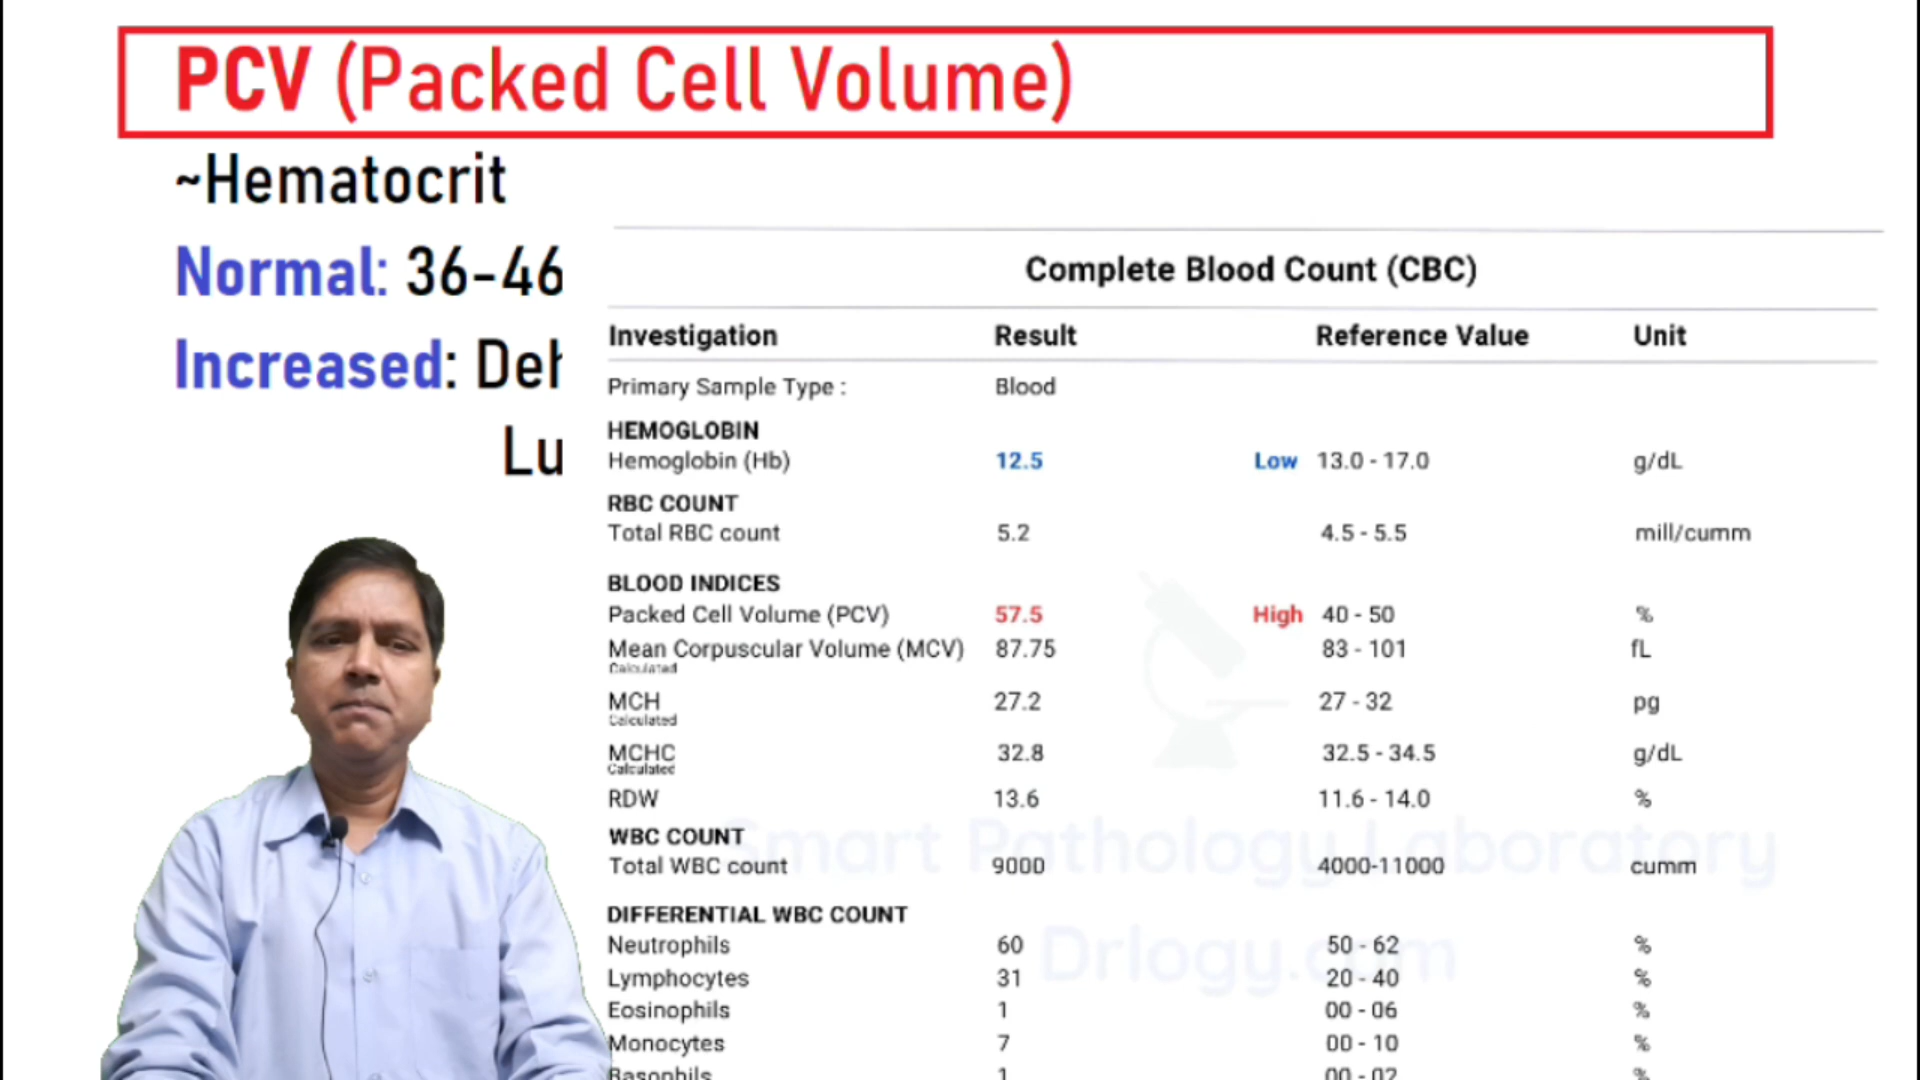 PCV (Packed Cell Volume)
~Hematocrit
Normal: 36-46
Increased: Deh
Lu
Complete Blood Count (CBC)
Investigation Result Reference Value Unit
Primary Sample Type : Blood
HEMOGLOBIN
Hemoglobin (Hb) 12.5 Low 13.0 - 17.0 g/dL
RBC COUNT
Total RBC count 5.2 4.5 - 5.5 mill/cumm
BLOOD INDICES
Packed Cell Volume (PCV) 57.5 High 40 - 50 %
Mean Corpuscular Volume (MCV) 87.75 83 - 101 fL
Calculated
MCH 27.2 27 - 32 pg
Calculated
MCHC 32.8 32.5 - 34.5 g/dL
Calculated
RDW 13.6 11.6 - 14.0 %
WBC COUNT
Total WBC count 9000 4000-11000 cumm
Smart Pathology Laboratory
DIFFERENTIAL WBC COUNT
Neutrophils 60 50 - 62 %
Drlogy.com
Lymphocytes 31 20 - 40 %
Eosinophils 1 00 - 06 %
Monocytes 7 00 - 10 %
Basophils 1 00 - 02 %